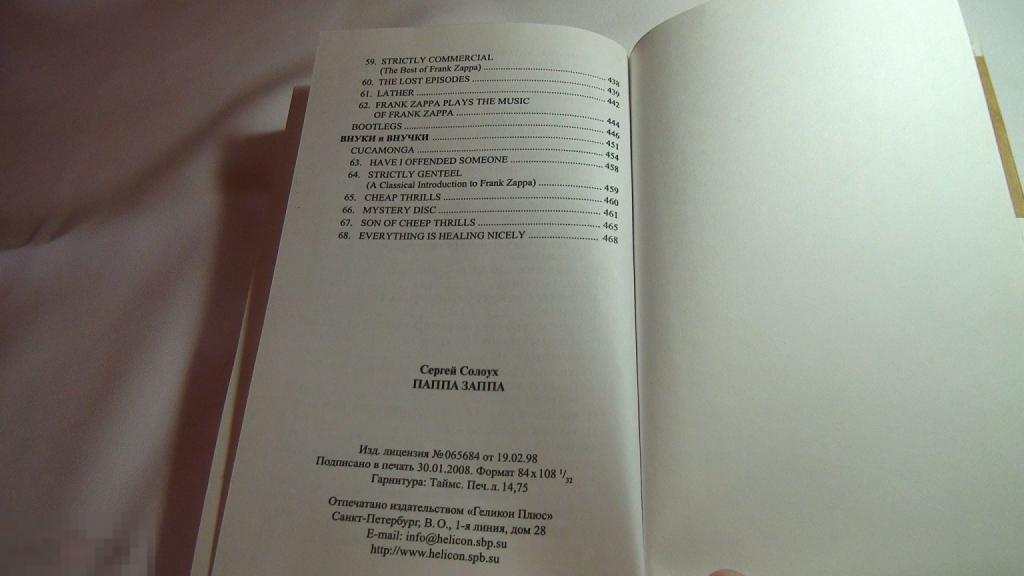 59. STRICTLY COMMERCIAL
(The Best of Frank Zappa) ........ 438
60. THE LOST EPISODES ........ 439
61. LATHER ........ 442
62. FRANK ZAPPA PLAYS THE MUSIC
OF FRANK ZAPPA ........ 444
BOOTLEGS ........ 446
ВНУКИ и ВНУЧКИ ........ 451
CUCAMONGA ........ 454
63. HAVE I OFFENDED SOMEONE ........ 458
64. STRICTLY GENTEEL
(A Classical Introduction to Frank Zappa) ........ 459
65. CHEAP THRILLS ........ 460
66. MYSTERY DISC ........ 461
67. SON OF CHEEP THRILLS ........ 465
68. EVERYTHING IS HEALING NICELY ........ 468
Сергей Солоух
ПАППА ЗАППА
Изд. лицензия № 065684 от 19.02.98
Подписано в печать 30.01.2008. Формат 84 x 108 1/32
Гарнитура: Таймс. Печ. л. 14,75
Отпечатано издательством «Геликон Плюс»
Санкт-Петербург, В. О., 1-я линия, дом 28
E-mail: info@helicon.sbp.su
http://www.helicon.spb.su